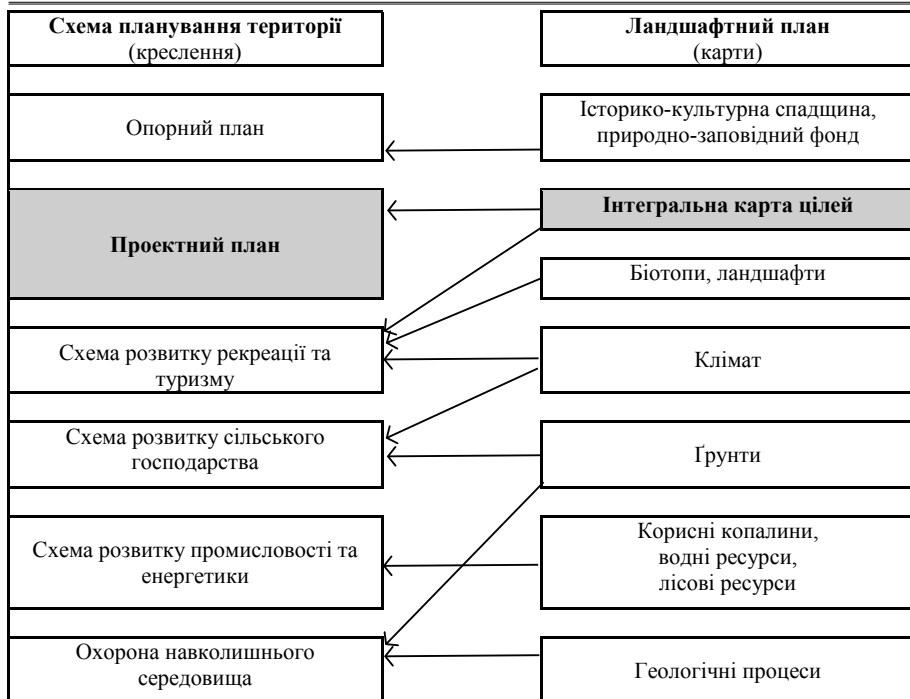 Схема планування території
(креслення)
Ландшафтний план
(карти)
Опорний план
Історико-культурна спадщина,
природно-заповідний фонд
Проектний план
Інтегральна карта цілей
Біотопи, ландшафти
Схема розвитку рекреації та
туризму
Клімат
Схема розвитку сільського
господарства
Ґрунти
Схема розвитку промисловості та
енергетики
Корисні копалини,
водні ресурси,
лісові ресурси
Охорона навколишнього
середовища
Геологічні процеси